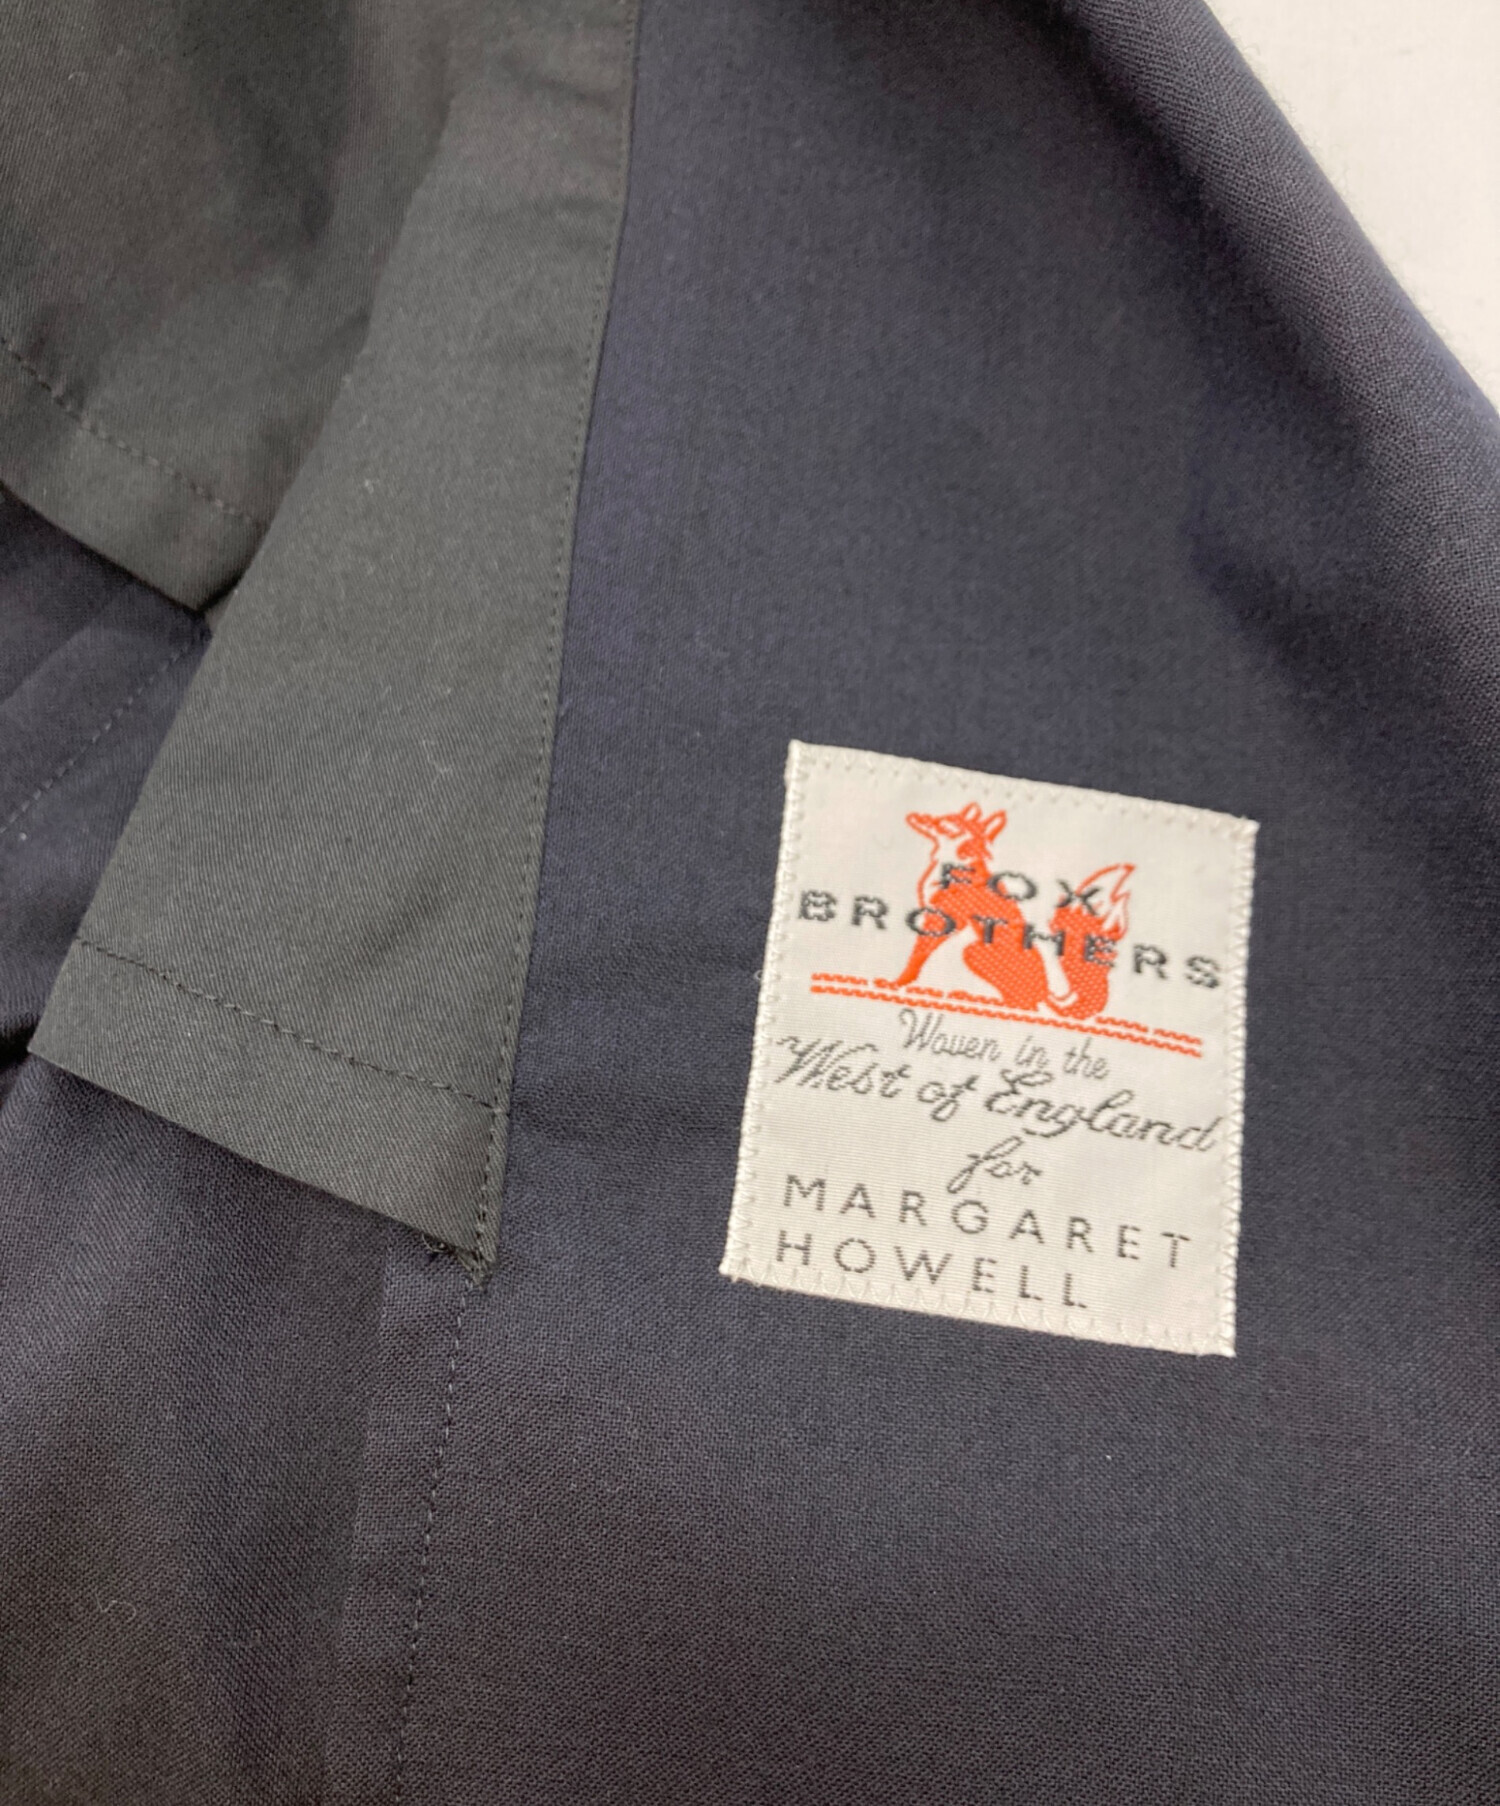 FOX
BROTHERS
Woven in the
West of England
for
MARGARET
HOWELL